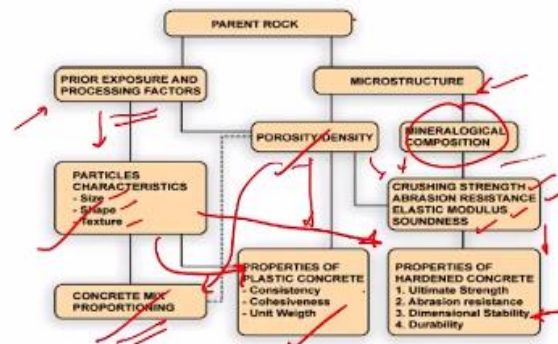 PARENT ROCK
PRIOR EXPOSURE AND
PROCESSING FACTORS
MICROSTRUCTURE
POROSITY/DENSITY
MINERALOGICAL
COMPOSITION
PARTICLES
CHARACTERISTICS
- Size
- Shape
- Texture
CRUSHING STRENGTH
ABRASION RESISTANCE
ELASTIC MODULUS
SOUNDNESS
CONCRETE MIX
PROPORTIONING
PROPERTIES OF
PLASTIC CONCRETE
- Consistency
- Cohesiveness
- Unit Weigth
PROPERTIES OF
HARDENED CONCRETE
1. Ultimate Strength
2. Abrasion resistance
3. Dimensional Stability
4. Durability